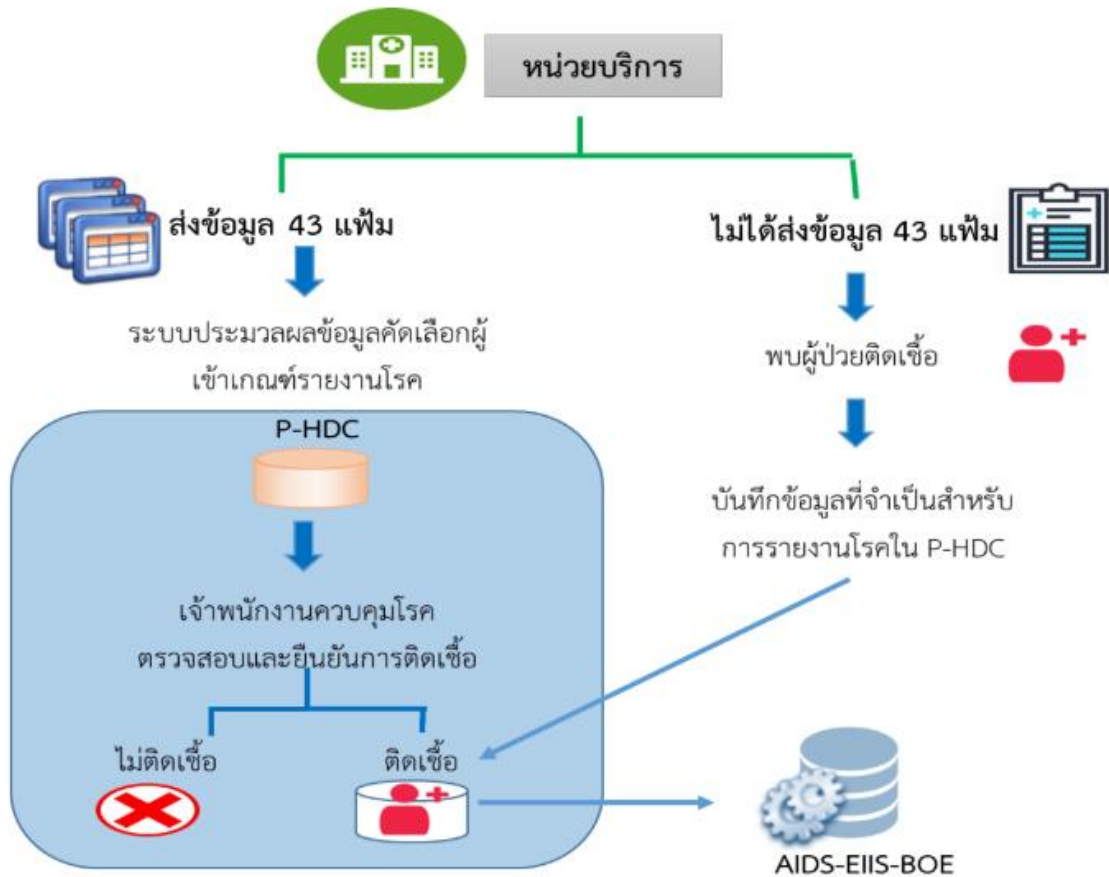 หน่วยบริการ
ส่งข้อมูล 43 แฟ้ม
ไม่ได้ส่งข้อมูล 43 แฟ้ม
ระบบประมวลผลข้อมูลคัดเลือกผู้
เข้าเกณฑ์รายงานโรค
พบผู้ป่วยติดเชื้อ
P-HDC
บันทึกข้อมูลที่จำเป็นสำหรับ
การรายงานโรคใน P-HDC
เจ้าพนักงานควบคุมโรค
ตรวจสอบและยืนยันการติดเชื้อ
ไม่ติดเชื้อ
ติดเชื้อ
AIDS-EIIS-BOE